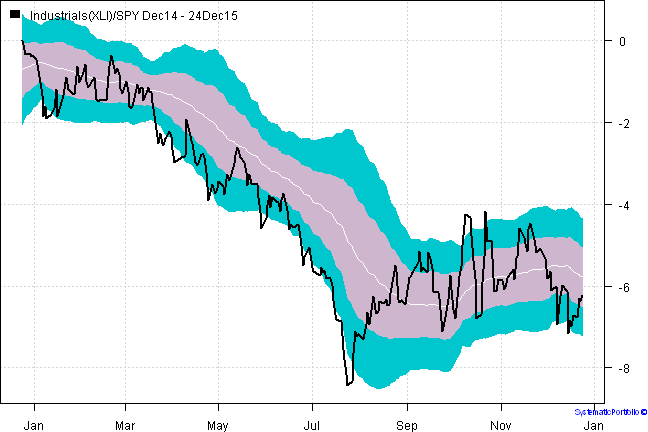 Industrials(XLI)/SPY Dec14 - 24Dec15
0
-2
-4
-6
-8
Jan Mar May Jul Sep Nov Jan
SystematicPortfolio ©